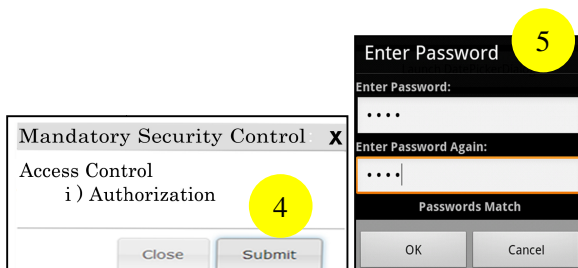 Mandatory Security Control X
Access Control
i ) Authorization
4
Close Submit
5
Enter Password
Enter Password:
••••
Enter Password Again:
••••
Passwords Match
OK Cancel